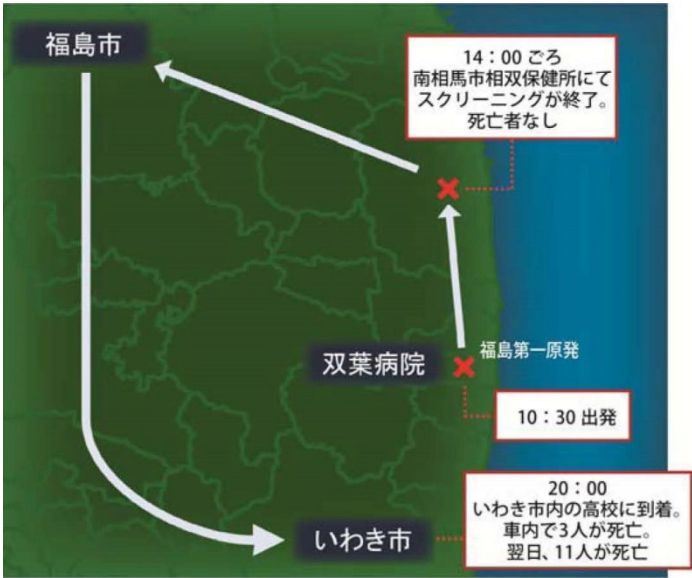 福島市
14：00 ごろ
南相馬市相双保健所にて
スクリーニングが終了。
死亡者なし
福島第一原発
双葉病院
10：30 出発
20：00
いわき市内の高校に到着。
車内で3人が死亡。
翌日、11人が死亡
いわき市